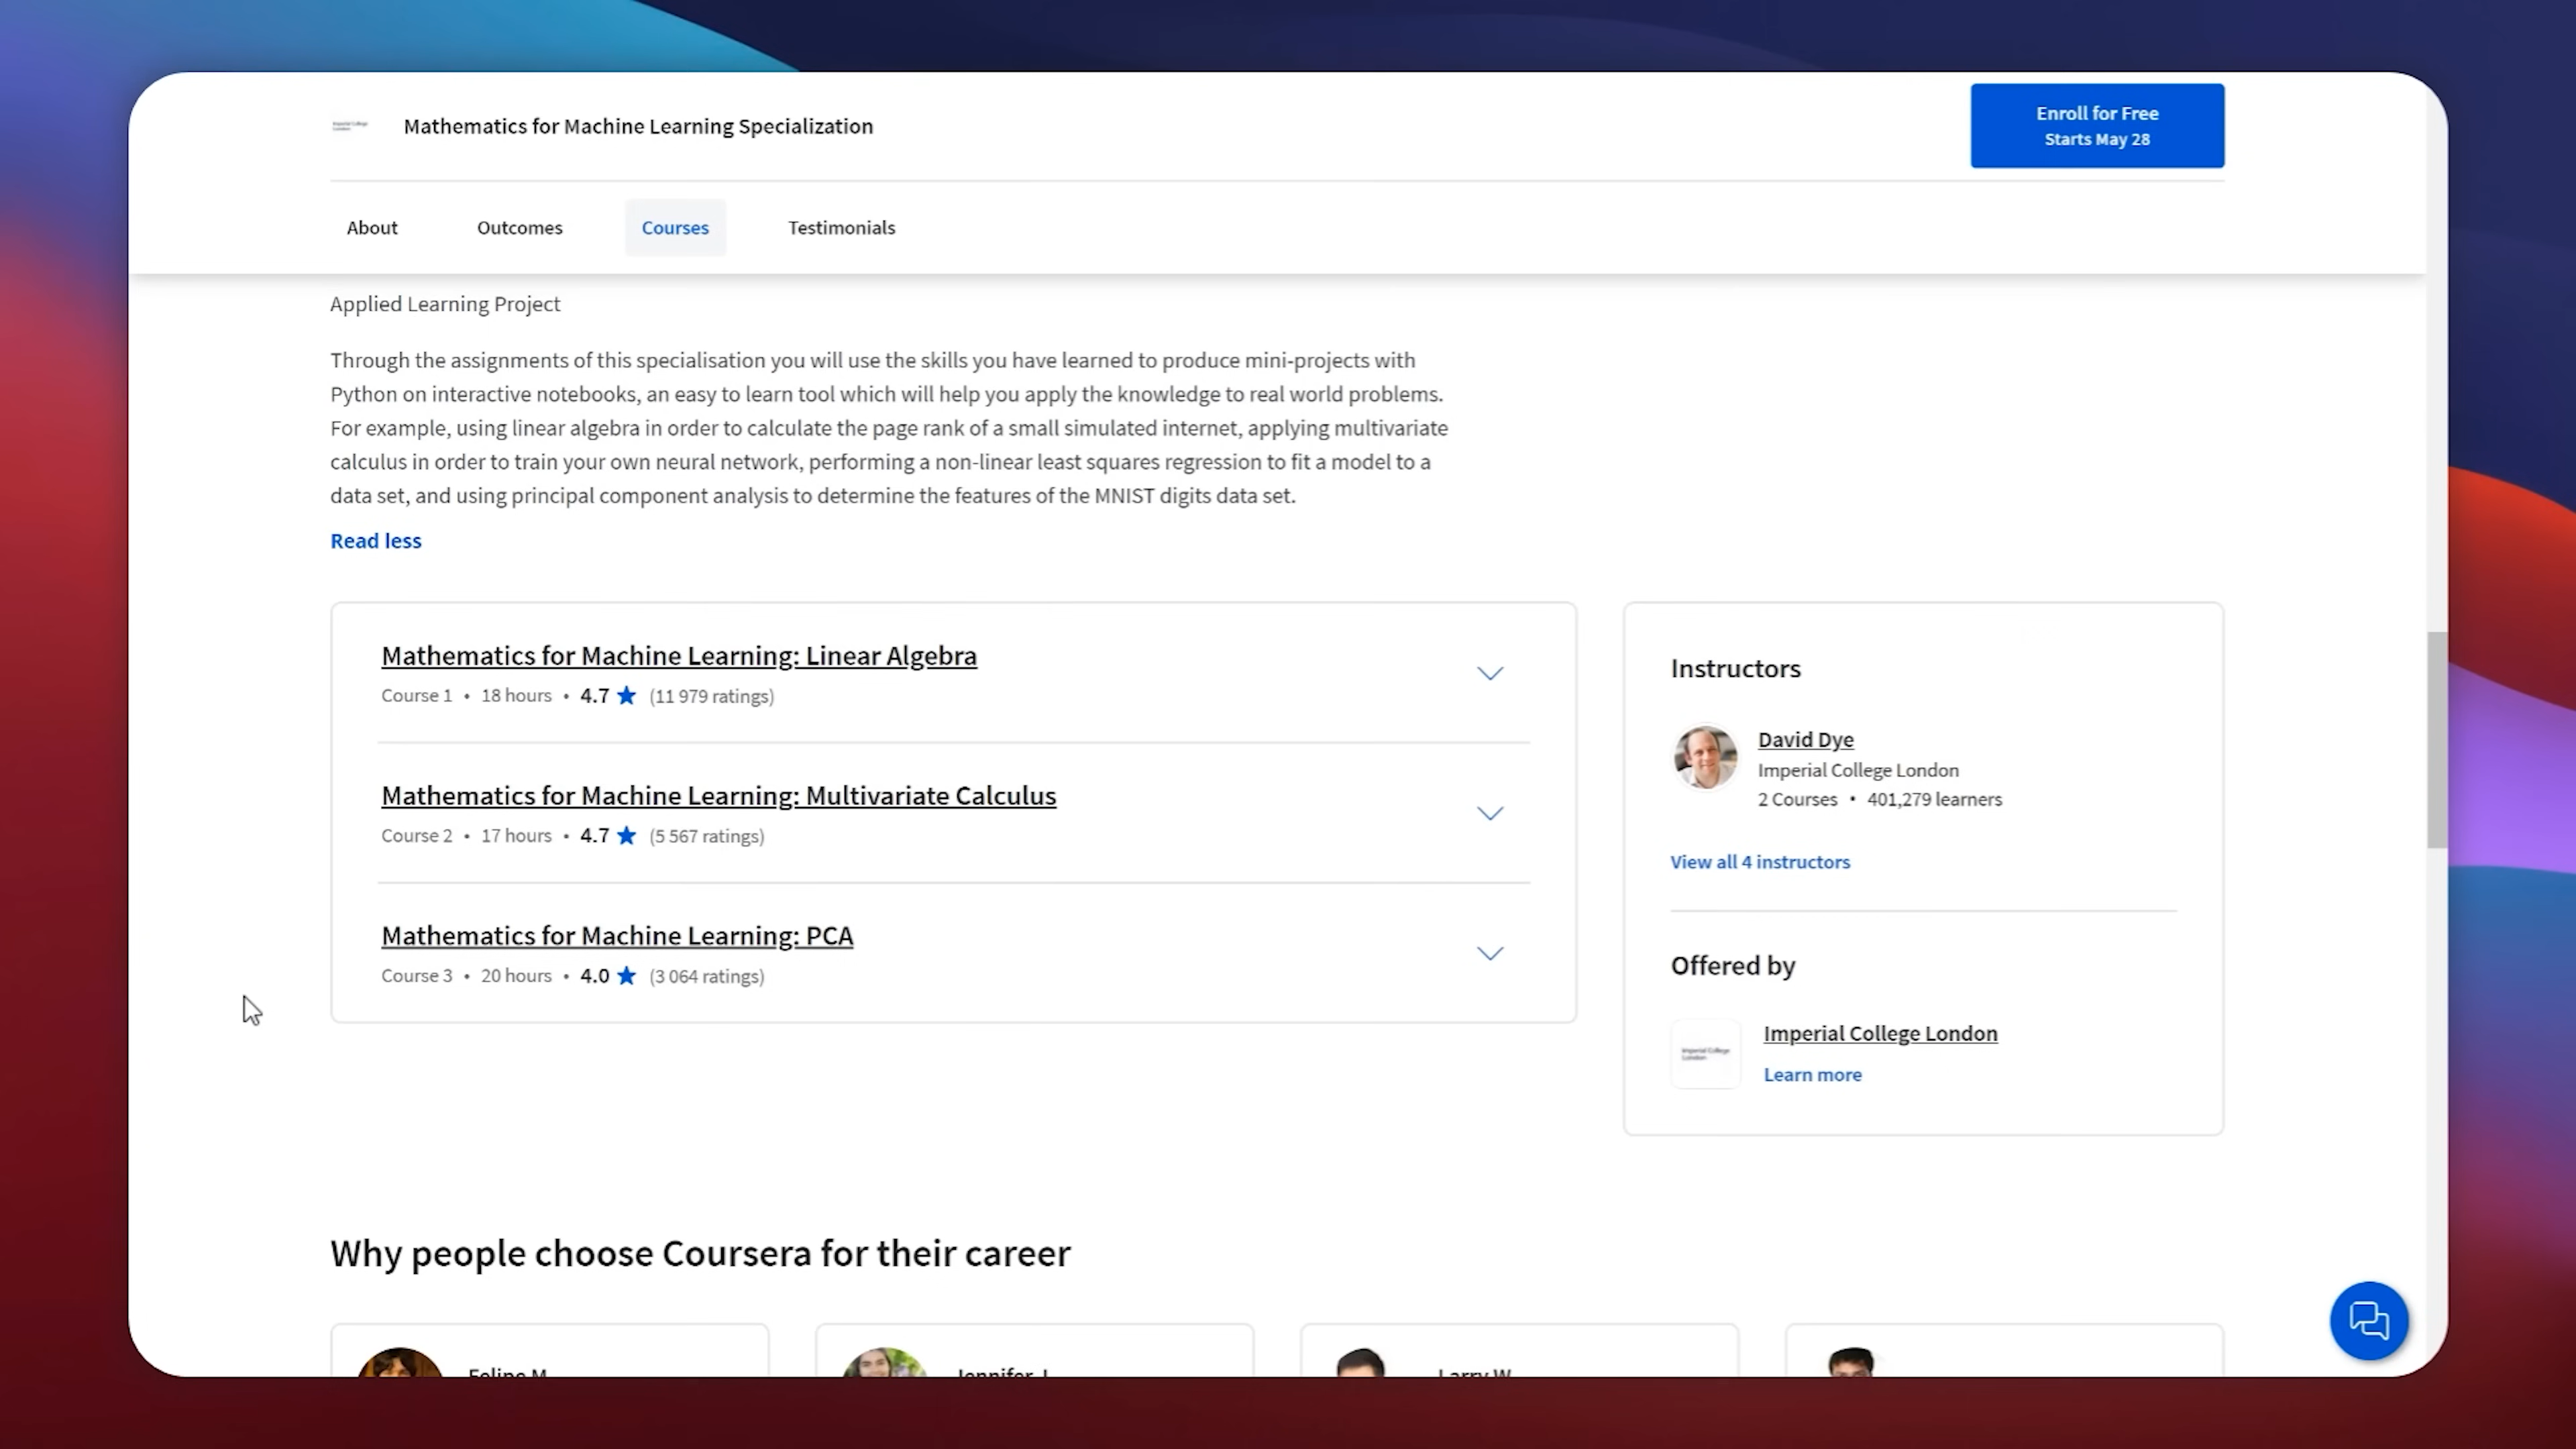 Imperial College
London
Mathematics for Machine Learning Specialization
Enroll for Free
Starts May 28
About
Outcomes
Courses
Testimonials
Applied Learning Project
Through the assignments of this specialisation you will use the skills you have learned to produce mini-projects with
Python on interactive notebooks, an easy to learn tool which will help you apply the knowledge to real world problems.
For example, using linear algebra in order to calculate the page rank of a small simulated internet, applying multivariate
calculus in order to train your own neural network, performing a non-linear least squares regression to fit a model to a
data set, and using principal component analysis to determine the features of the MNIST digits data set.
Read less
Mathematics for Machine Learning: Linear Algebra
Course 1 • 18 hours • 4.7 ★ (11 979 ratings)
Mathematics for Machine Learning: Multivariate Calculus
Course 2 • 17 hours • 4.7 ★ (5 567 ratings)
Mathematics for Machine Learning: PCA
Course 3 • 20 hours • 4.0 ★ (3 064 ratings)
Instructors
David Dye
Imperial College London
2 Courses • 401,279 learners
View all 4 instructors
Offered by
Imperial College
London
Imperial College London
Learn more
Why people choose Coursera for their career
Felipe M.
Jennifer J.
Larry W.